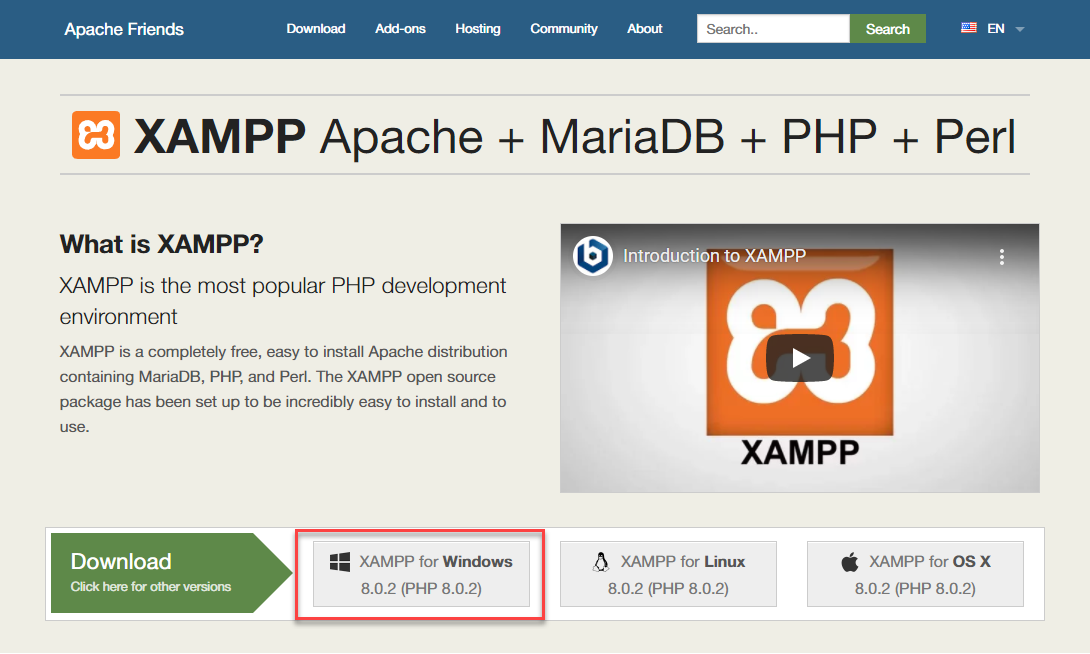 Apache Friends
Download
Add-ons
Hosting
Community
About
Search..
Search
EN
XAMPP Apache + MariaDB + PHP + Perl
What is XAMPP?
XAMPP is the most popular PHP development
environment
XAMPP is a completely free, easy to install Apache distribution
containing MariaDB, PHP, and Perl. The XAMPP open source
package has been set up to be incredibly easy to install and to
use.
Introduction to XAMPP
XAMPP
Download
Click here for other versions
XAMPP for Windows
8.0.2 (PHP 8.0.2)
XAMPP for Linux
8.0.2 (PHP 8.0.2)
XAMPP for OS X
8.0.2 (PHP 8.0.2)